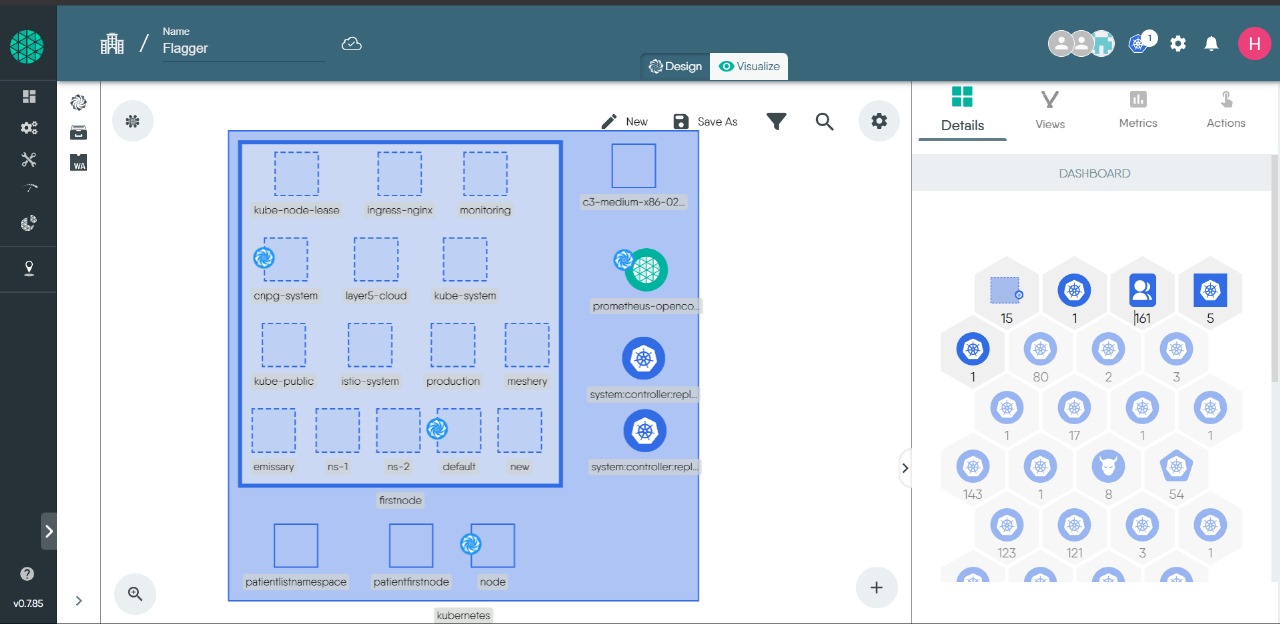 Name
Flagger
1
H
Design
Visualize
New
Save As
Details
Views
Metrics
Actions
DASHBOARD
WA
kube-node-lease
ingress-nginx
monitoring
c3-medium-x86-02...
cnpg-system
layer5-cloud
kube-system
prometheus-openco...
kube-public
istio-system
production
meshery
system:controller:repl...
emissary
ns-1
ns-2
default
new
system:controller:repl...
firstnode
patientlistnamespace
patientfirstnode
node
kubernetes
15
1
161
5
1
80
2
3
1
17
1
1
143
1
8
54
123
121
3
1
v0.7.85